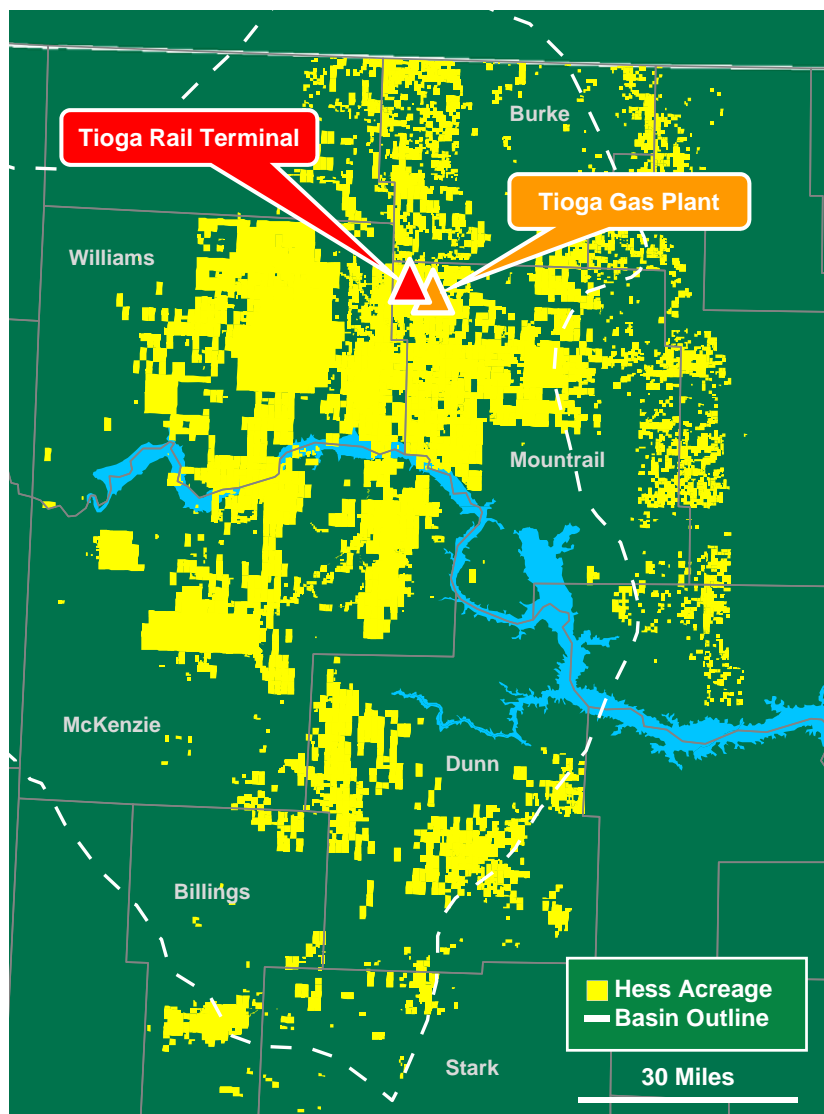 Burke
Tioga Rail Terminal
Tioga Gas Plant
Williams
Mountrail
McKenzie
Dunn
Billings
Hess Acreage
Basin Outline
Stark
30 Miles